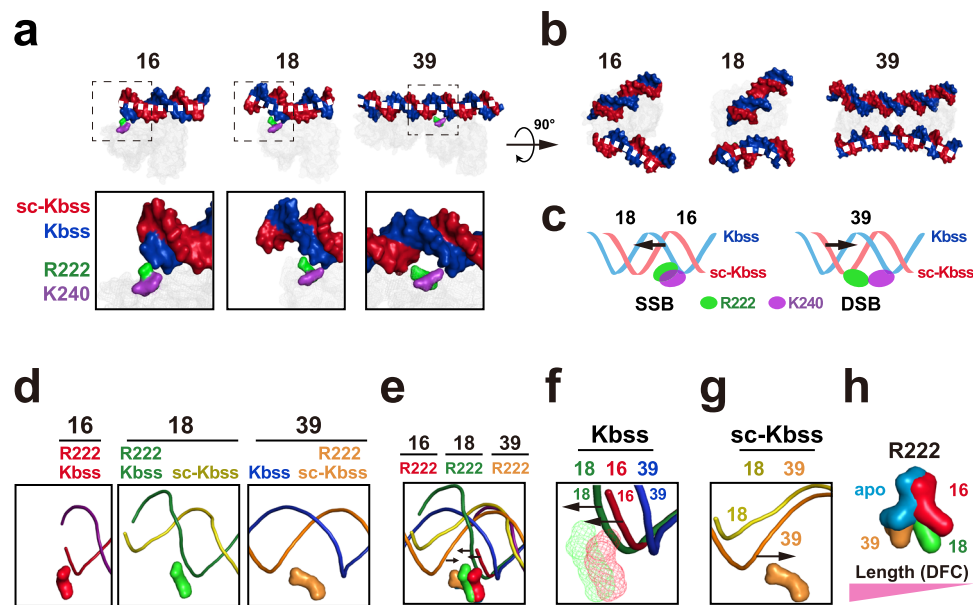 a
16 18 39
sc-Kbss
Kbss
R222
K240
90°
b
16 18 39
c
18 16
Kbss
sc-Kbss
SSB
39
Kbss
sc-Kbss
DSB
R222 K240
d
16 18 39
R222 R222 R222
Kbss Kbss sc-Kbss Kbss sc-Kbss
e
16 18 39
R222 R222 R222
f
Kbss
18 16 39
18 16 39
g
sc-Kbss
18 39
18
39
h
R222
apo 16
39 18
Length (DFC)